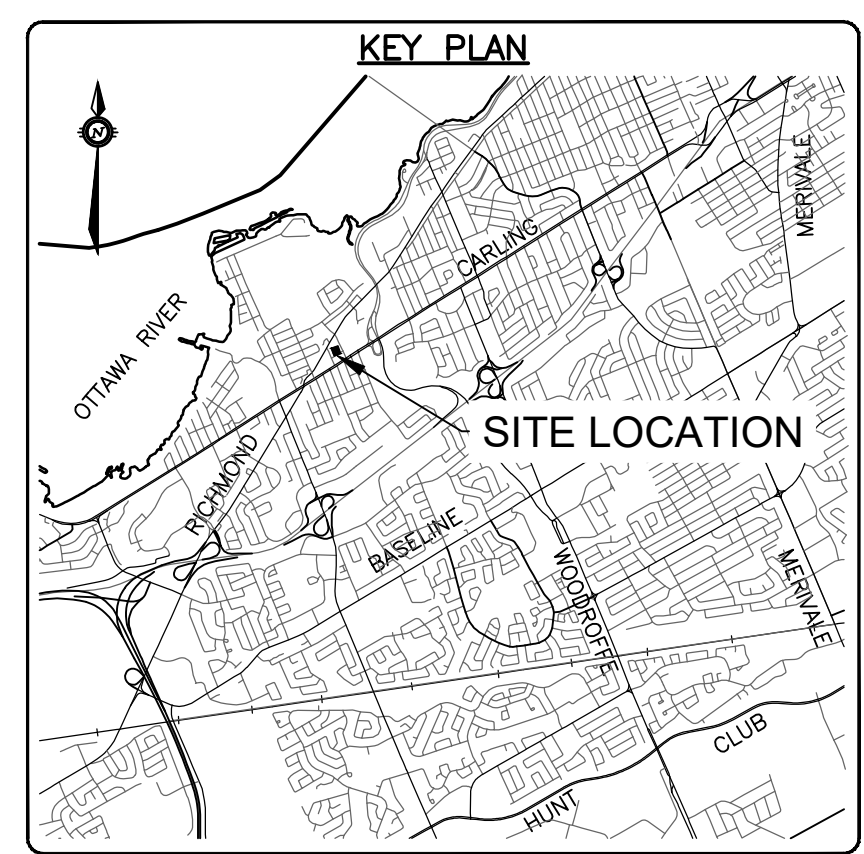 KEY PLAN
N
MERIVALE
CARLING
OTTAWA RIVER
SITE LOCATION
RICHMOND
BASELINE
WOODROFFE
MERIVALE
HUNT CLUB